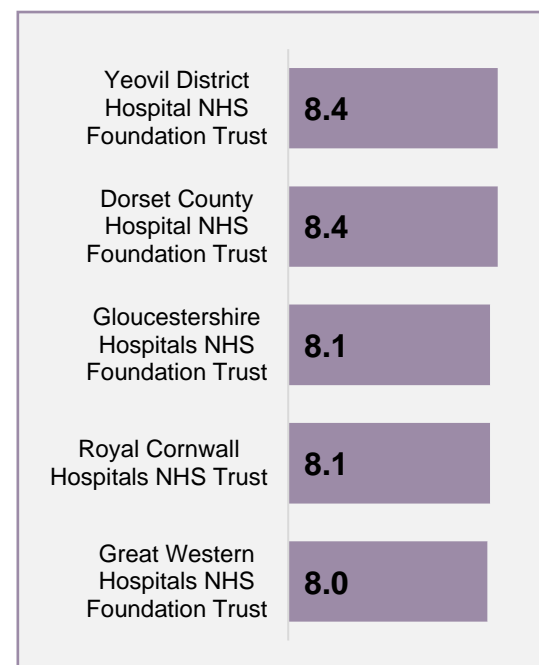 Yeovil District
Hospital NHS
Foundation Trust
8.4
Dorset County
Hospital NHS
Foundation Trust
8.4
Gloucestershire
Hospitals NHS
Foundation Trust
8.1
Royal Cornwall
Hospitals NHS Trust
8.1
Great Western
Hospitals NHS
Foundation Trust
8.0